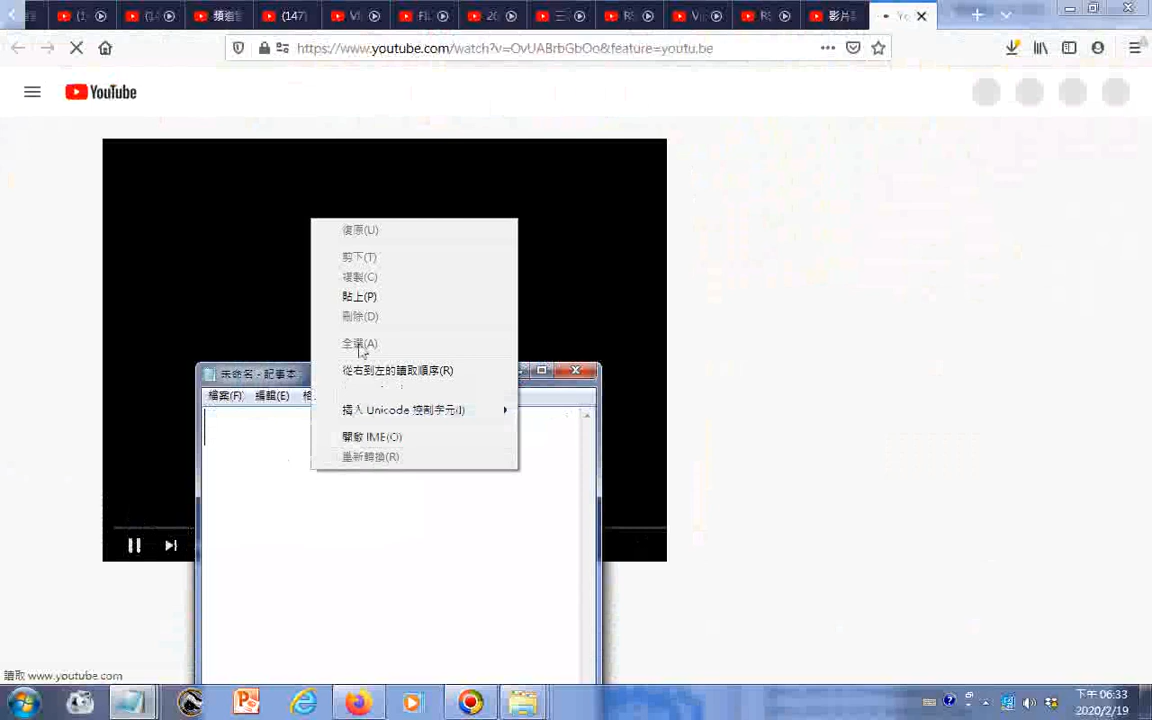 (147)
https://www.youtube.com/watch?v=OvUABrbGbOo&feature=youtu.be
YouTube
復原(U)
剪下(T)
複製(C)
貼上(P)
刪除(D)
全選(A)
從右到左的讀取順序(R)
插入 Unicode 控制字元(I)
開啟 IME(O)
重新轉換(R)
未命名 - 記事本
檔案(F) 編輯(E)
讀取 www.youtube.com
下午 06:33
2020/2/19